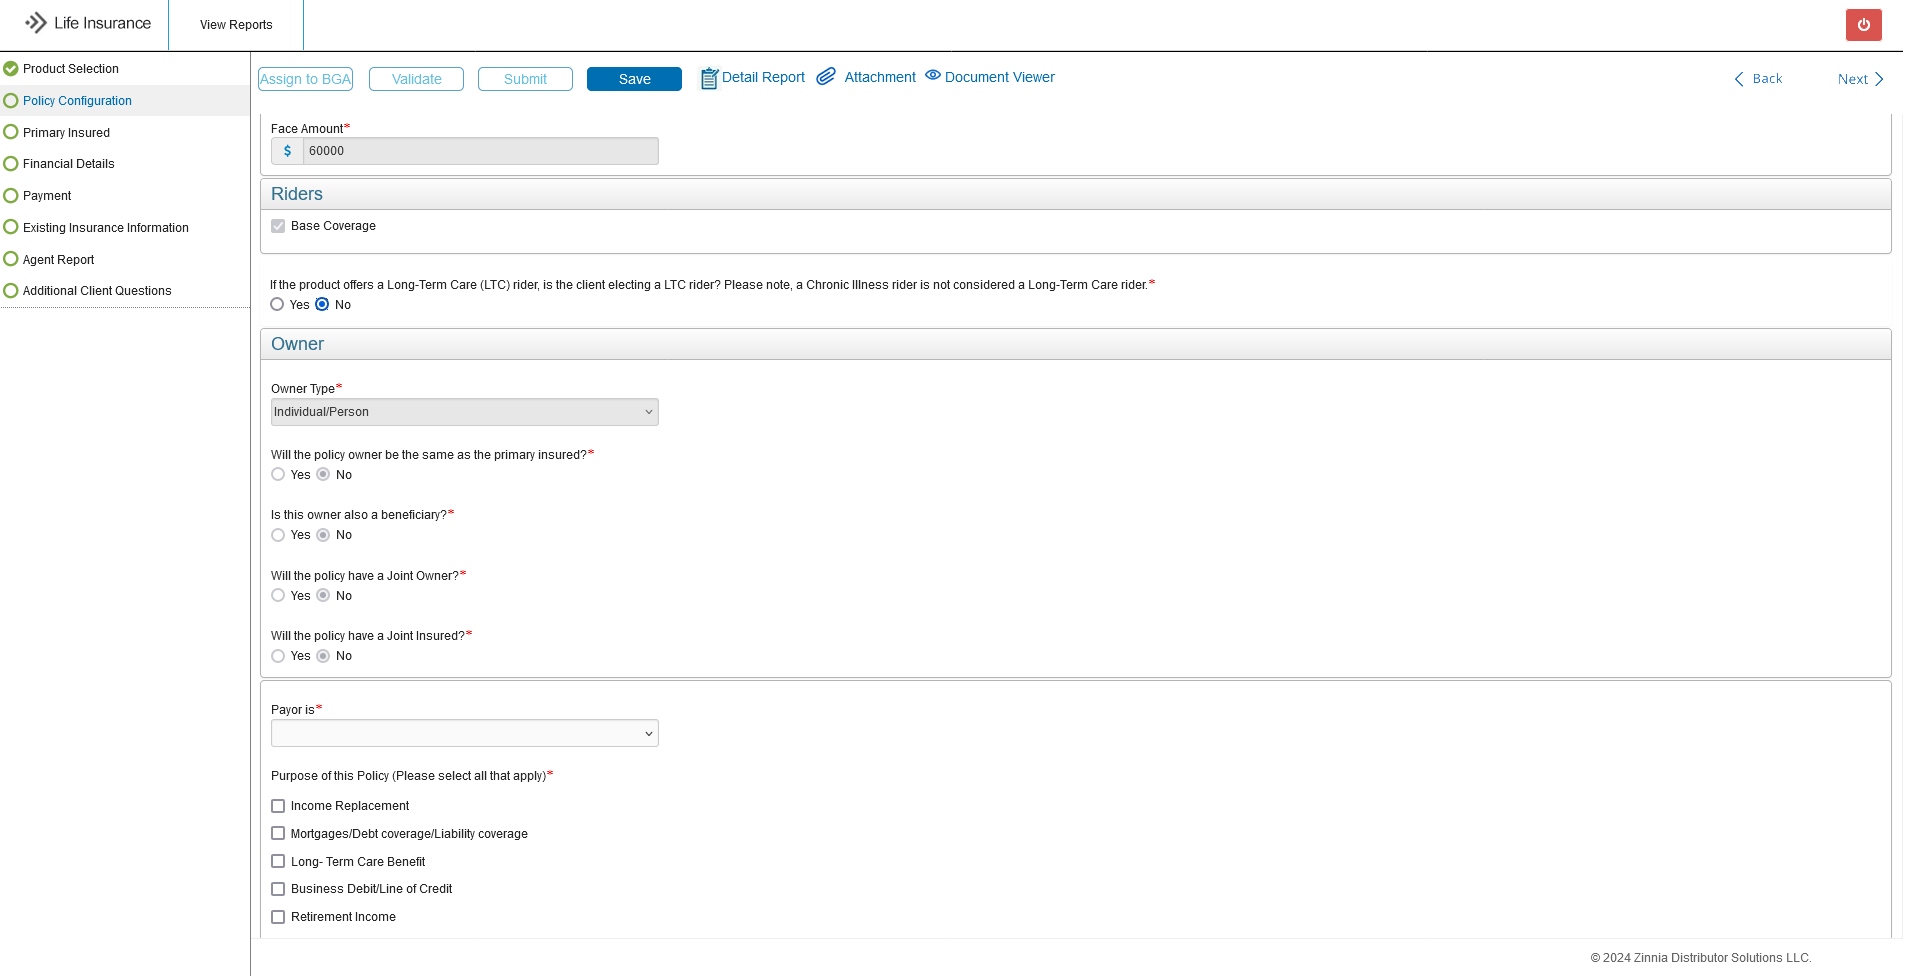 Life Insurance
View Reports
Product Selection
Policy Configuration
Primary Insured
Financial Details
Payment
Existing Insurance Information
Agent Report
Additional Client Questions
Assign to BGA
Validate
Submit
Save
Detail Report
Attachment
Document Viewer
Back
Next
Face Amount*
$ 60000
Riders
Base Coverage
If the product offers a Long-Term Care (LTC) rider, is the client electing a LTC rider? Please note, a Chronic Illness rider is not considered a Long-Term Care rider.*
Yes No
Owner
Owner Type*
Individual/Person
Will the policy owner be the same as the primary insured?*
Yes No
Is this owner also a beneficiary?*
Yes No
Will the policy have a Joint Owner?*
Yes No
Will the policy have a Joint Insured?*
Yes No
Payor is*
Purpose of this Policy (Please select all that apply)*
Income Replacement
Mortgages/Debt coverage/Liability coverage
Long- Term Care Benefit
Business Debit/Line of Credit
Retirement Income
© 2024 Zinnia Distributor Solutions LLC.